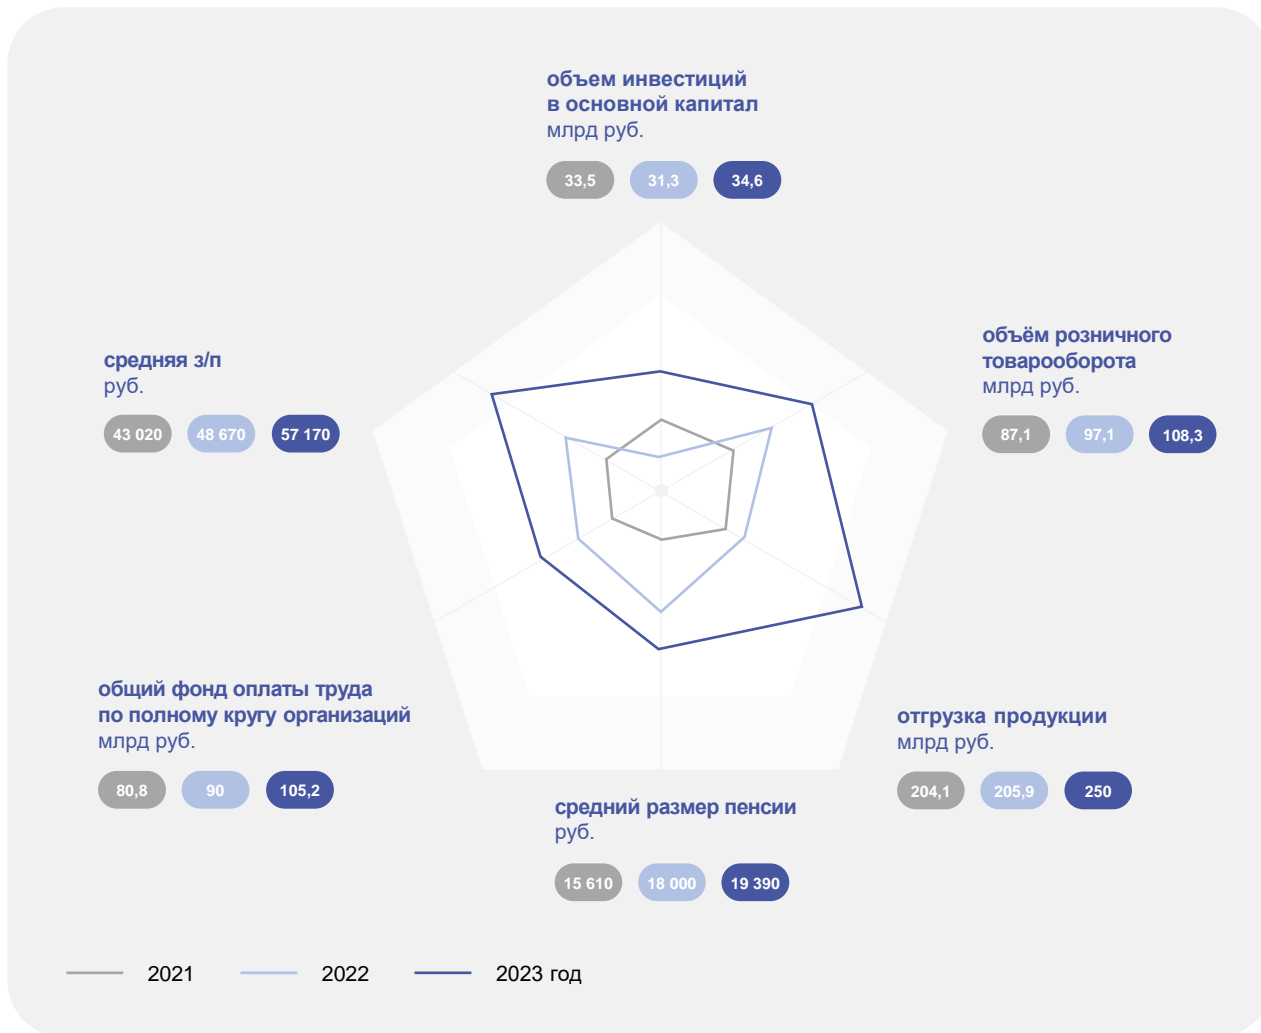 объем инвестиций
в основной капитал
млрд руб.
33,5 31,3 34,6
объём розничного
товарооборота
млрд руб.
87,1 97,1 108,3
средняя з/п
руб.
43 020 48 670 57 170
общий фонд оплаты труда
по полному кругу организаций
млрд руб.
80,8 90 105,2
отгрузка продукции
млрд руб.
204,1 205,9 250
средний размер пенсии
руб.
15 610 18 000 19 390
2021 2022 2023 год